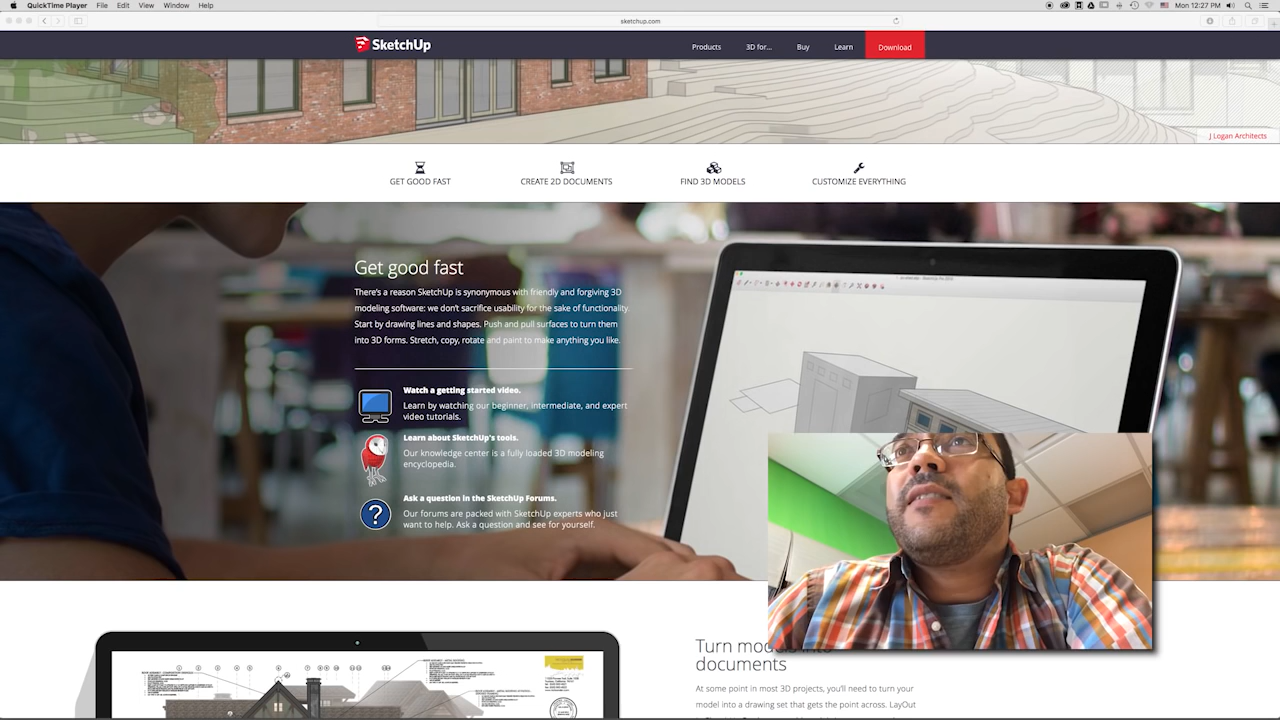 QuickTime Player File Edit View Window Help
Mon 12:27 PM
sketchup.com
SketchUp
Products 3D for... Buy Learn Download
J Logan Architects
GET GOOD FAST CREATE 2D DOCUMENTS FIND 3D MODELS CUSTOMIZE EVERYTHING
Get good fast
There's a reason SketchUp is synonymous with friendly and forgiving 3D
modeling software: we don't sacrifice usability for the sake of functionality.
Start by drawing lines and shapes. Push and pull surfaces to turn them
into 3D forms. Stretch, copy, rotate and paint to make anything you like.
Watch a getting started video.
Learn by watching our beginner, intermediate, and expert
video tutorials.
Learn about SketchUp's tools.
Our knowledge center is a fully loaded 3D modeling
encyclopedia.
?
Ask a question in the SketchUp Forums.
Our forums are packed with SketchUp experts who just
want to help. Ask a question and see for yourself.
Turn
documents
At some point in most 3D projects, you'll need to turn your
model into a drawing set that gets the point across. LayOut